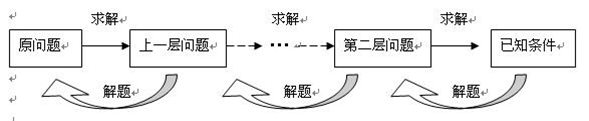 求解 求解 求解
原问题 上一层问题 … 第二层问题 已知条件
解题 解题 解题